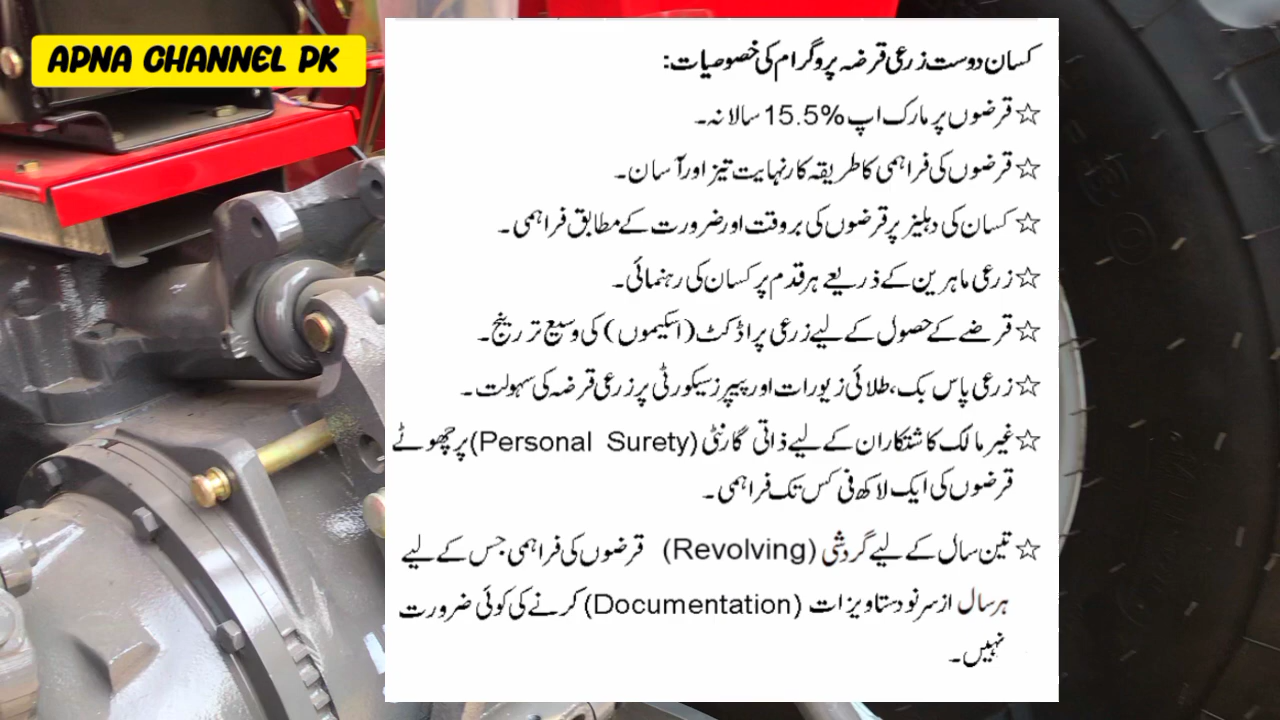 APNA CHANNEL PK
کسان دوست زرعی قرضہ پروگرام کی خصوصیات:
☆ قرضوں پر مارک اپ 15.5% سالانہ۔
☆ قرضوں کی فراہمی کا طریقہ کار نہایت تیز اور آسان۔
☆ کسان کی دہلیز پر قرضوں کی بروقت اور ضرورت کے مطابق فراہمی۔
☆ زرعی ماہرین کے ذریعے ہر قدم پر کسان کی رہنمائی۔
☆ قرضے کے حصول کے لیے زرعی پراڈکٹ (اسکیموں) کی وسیع تر رینج۔
☆ زرعی پاس بک، طلائی زیورات اور پیپرز سیکورٹی پر زرعی قرضہ کی سہولت۔
☆ غیر مالک کاشتکاران کے لیے ذاتی گارنٹی (Personal Surety) پر چھوٹے
قرضوں کی ایک لاکھ فی کس تک فراہمی۔
☆ تین سال کے لیے گردشی (Revolving) قرضوں کی فراہمی جس کے لیے
ہر سال ازسرنو دستاویزات (Documentation) کرنے کی کوئی ضرورت
نہیں۔